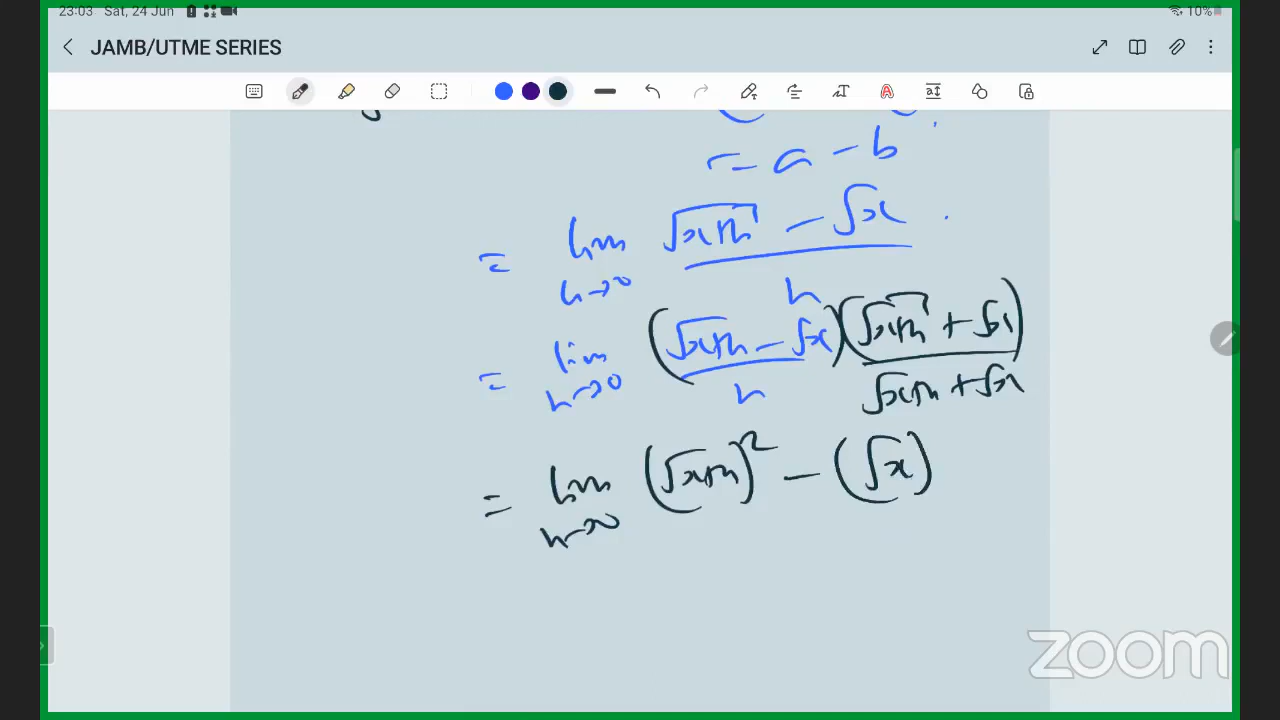 23:03 Sat, 24 Jun
10%
JAMB/UTME SERIES
= a - b
= lim h→0 (√(x+h) - √x) / h
= lim h→0 ((√(x+h) - √x) / h) ((√(x+h) + √x) / (√(x+h) + √x))
= lim h→0 (√(x+h))² - (√x)
zoom